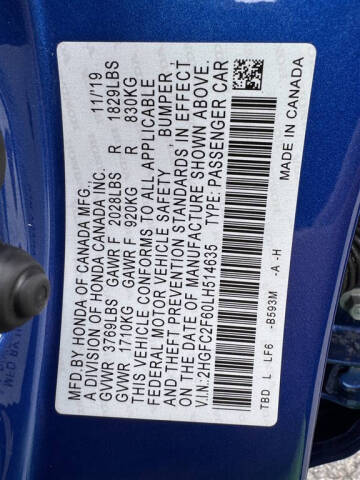 MFD. BY HONDA OF CANADA MFG., 11/19
A DIVISION OF HONDA CANADA INC.
GVWR 3769LBS GAWR F 2028LBS R 1829LBS
GVWR 1710KG GAWR F 920KG R 830KG
THIS VEHICLE CONFORMS TO ALL APPLICABLE
FEDERAL MOTOR VEHICLE SAFETY, BUMPER,
AND THEFT PREVENTION STANDARDS IN EFFECT
ON THE DATE OF MANUFACTURE SHOWN ABOVE.
V.I.N.: 2HGFC2F60LH514635 TYPE: PASSENGER CAR
TBD L LF6 -B593M -A -H
MADE IN CANADA